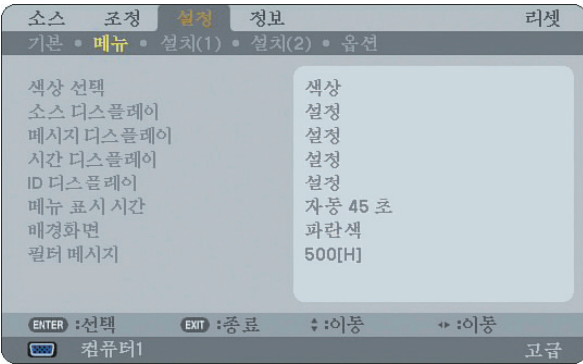 소스 조정 설정 정보 리셋
기본 • 메뉴 • 설치(1) • 설치(2) • 옵션
색상 선택 색상
소스 디스플레이 설정
메시지 디스플레이 설정
시간 디스플레이 설정
ID 디스플레이 설정
메뉴 표시 시간 자동 45 초
배경화면 파란색
필터 메시지 500[H]
ENTER :선택 EXIT :종료 :이동 :이동
컴퓨터1 고급